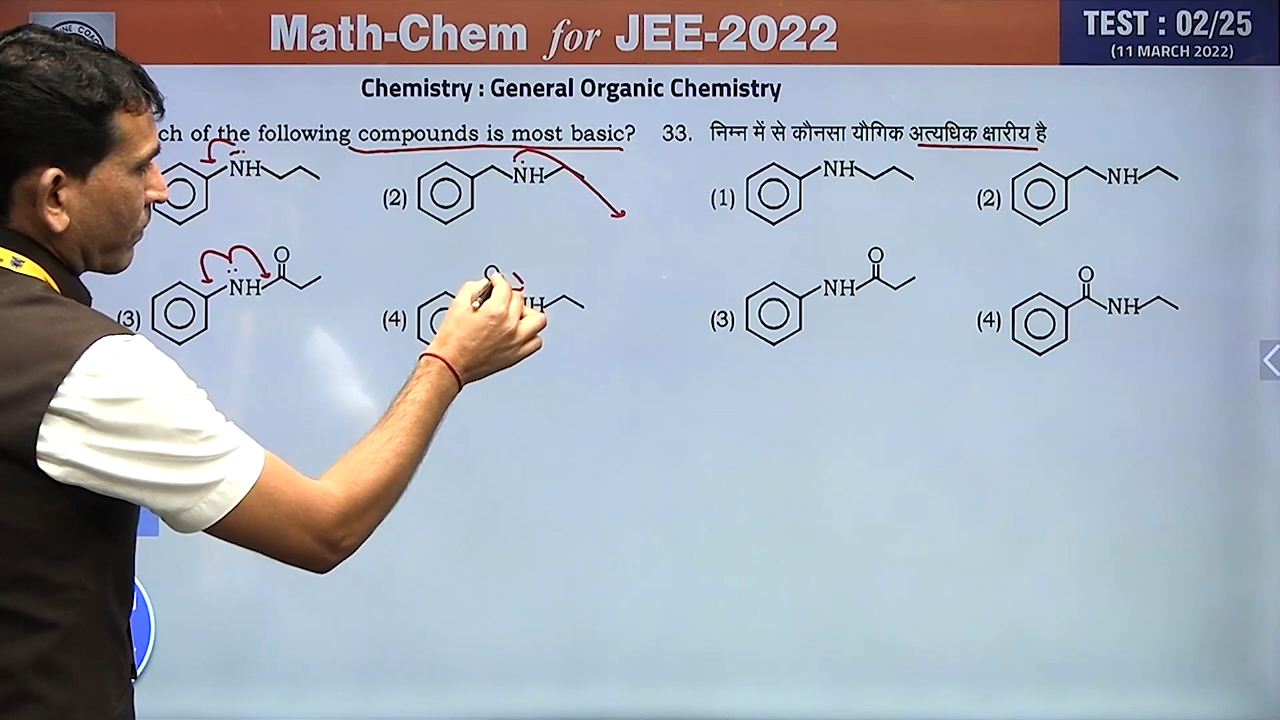 Math-Chem for JEE-2022
TEST : 02/25
(11 MARCH 2022)
Chemistry : General Organic Chemistry
of the following compounds is most basic?
33. निम्न में से कौनसा यौगिक अत्यधिक क्षारीय है
NH
(2) NH
(1) NH
(2) NH
(3) NH O
(4)
(3) NH O
(4) O NH